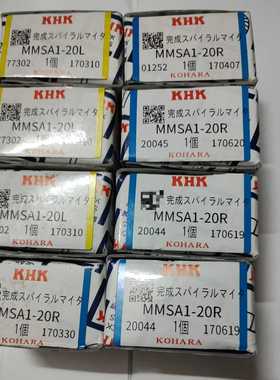 KHK
完成スパイラルマイタ
MMSA1-20L
77302 1個 170310
KHK
完成スパイラルマイタ
MMSA1-20R
01252 1個 170407
KHK
完成スパイラルマイタ
MMSA1-20L
77302 1個 170310
KHK
完成スパイラルマイタ
MMSA1-20R
20045 1個 170620
KOHARA
KHK
完成スパイラルマイタ
MMSA1-20L
02 1個 170310
KOHARA
KHK
完成スパイラルマイタ
MMSA1-20R
20044 1個 170619
KOHARA
完成スパイラルマイタ
MMSA1-20R
1個 170330
KOHARA
KHK
完成スパイラルマイタ
MMSA1-20R
20044 1個 170619
KOHARA